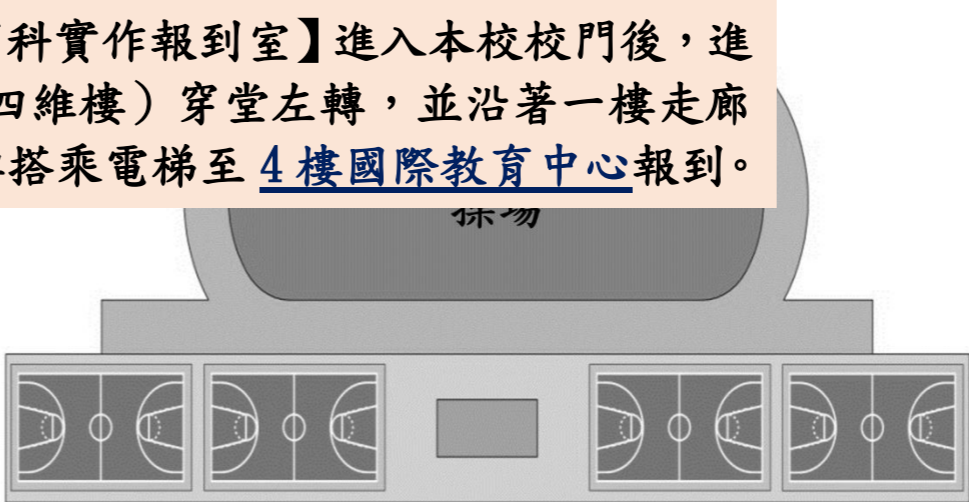 科實作報到室】進入本校校門後，進
四維樓）穿堂左轉，並沿著一樓走廊
搭乘電梯至 4樓國際教育中心報到。
操場